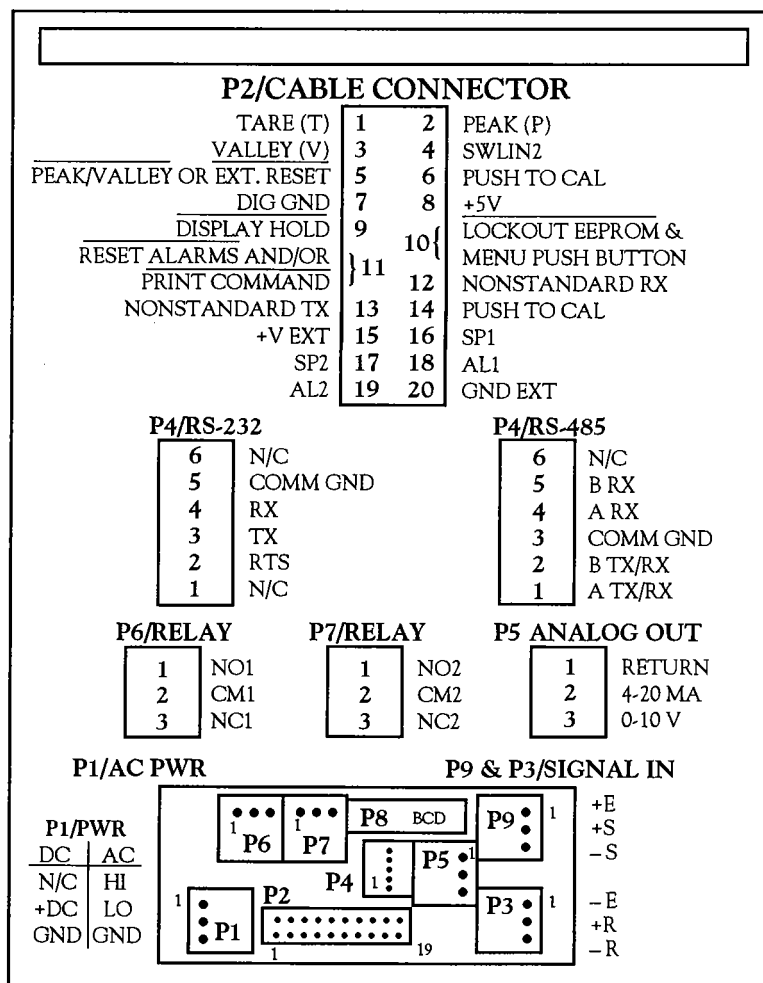 P2/CABLE CONNECTOR
TARE (T) 1 2 PEAK (P)
VALLEY (V) 3 4 SWLIN2
PEAK/VALLEY OR EXT. RESET 5 6 PUSH TO CAL
DIG GND 7 8 +5V
DISPLAY HOLD 9 10{ LOCKOUT EEPROM &
MENU PUSH BUTTON
RESET ALARMS AND/OR
PRINT COMMAND }11 12 NONSTANDARD RX
NONSTANDARD TX 13 14 PUSH TO CAL
+V EXT 15 16 SP1
SP2 17 18 AL1
AL2 19 20 GND EXT
P4/RS-232
6 N/C
5 COMM GND
4 RX
3 TX
2 RTS
1 N/C
P4/RS-485
6 N/C
5 B RX
4 A RX
3 COMM GND
2 B TX/RX
1 A TX/RX
P6/RELAY
1 NO1
2 CM1
3 NC1
P7/RELAY
1 NO2
2 CM2
3 NC2
P5 ANALOG OUT
1 RETURN
2 4-20 MA
3 0-10 V
P1/AC PWR
P9 & P3/SIGNAL IN
P1/PWR
DC AC
N/C HI
+DC LO
GND GND
1 P6
1 P7
P8 BCD
P9 1
+E
+S
–S
P4 1
P5 1
P3 1
–E
+R
–R
1 P1
P2
1 19